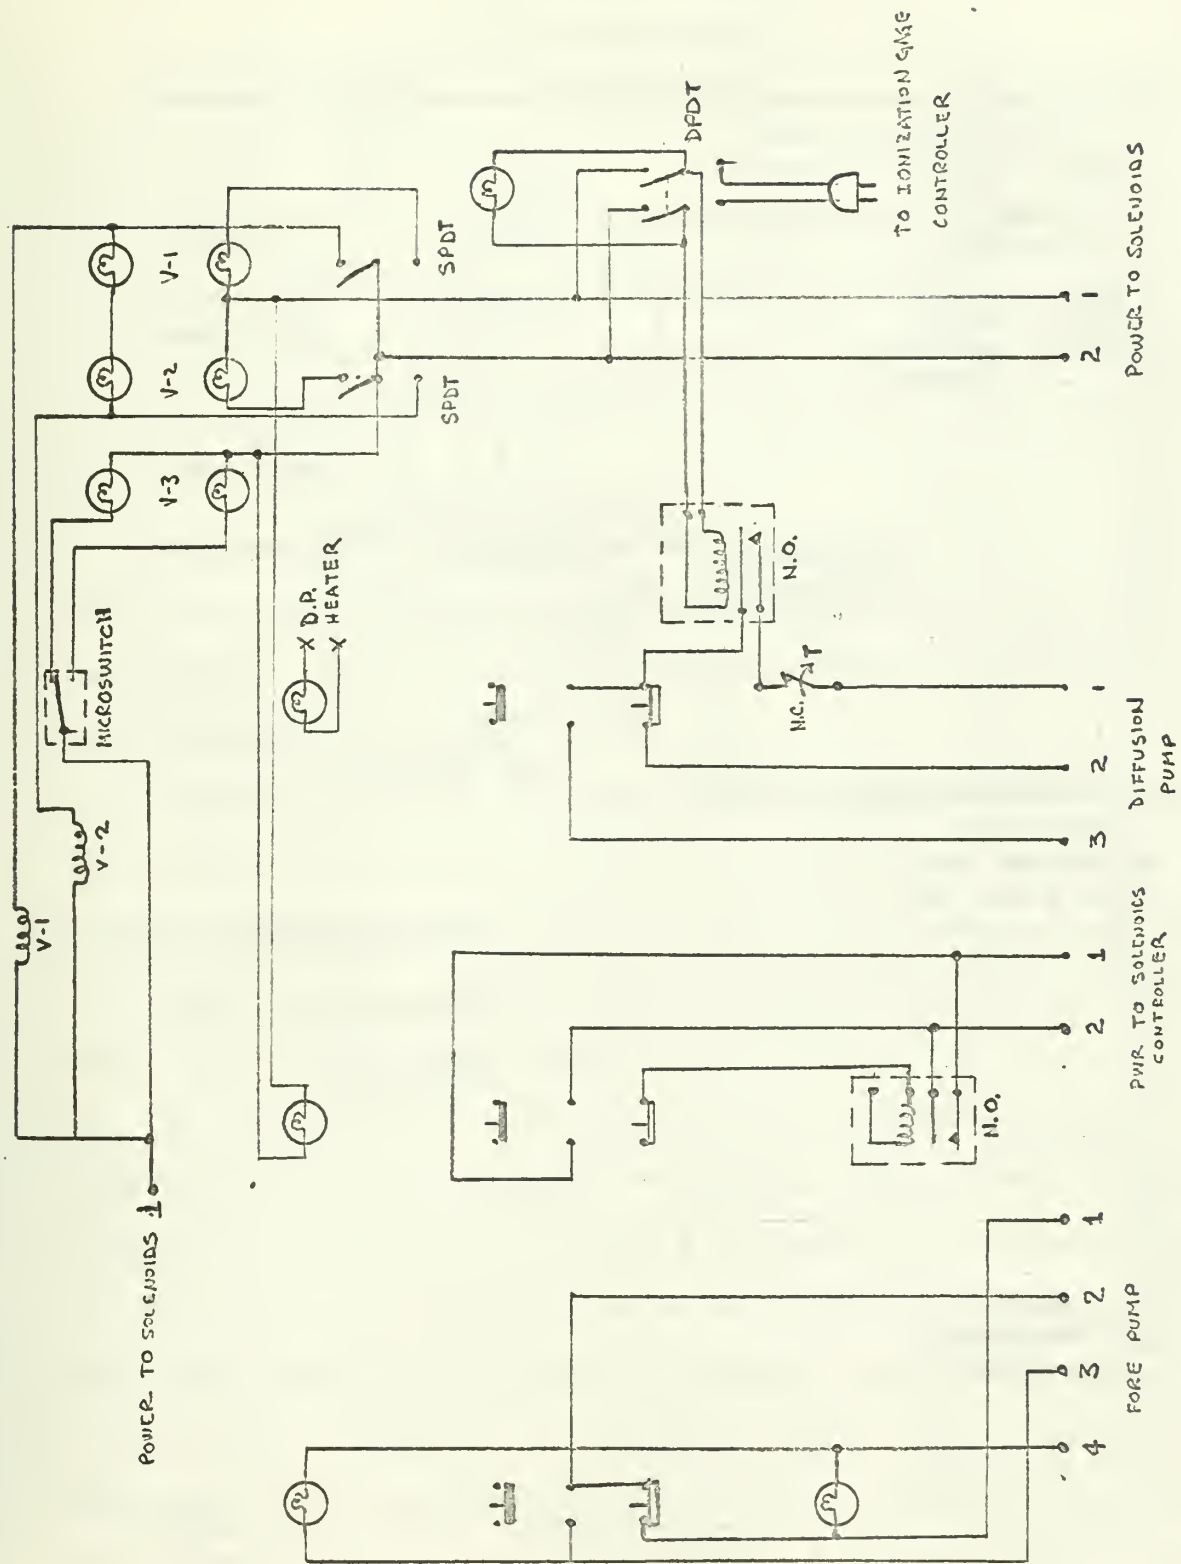 V-1
V-2
MICROSWITCH
V-1
V-2
V-3
POWER TO SOLENOIDS 1
X D.P.
X HEATER
SPDT
SPDT
DPDT
TO IONIZATION GAGE
CONTROLLER
N.O.
N.C.
T
N.O.
4
3
2
1
FORE PUMP
2
1
PWR TO SOLENOIDS
CONTROLLER
3
2
1
DIFFUSION
PUMP
2
1
POWER TO SOLENOIDS